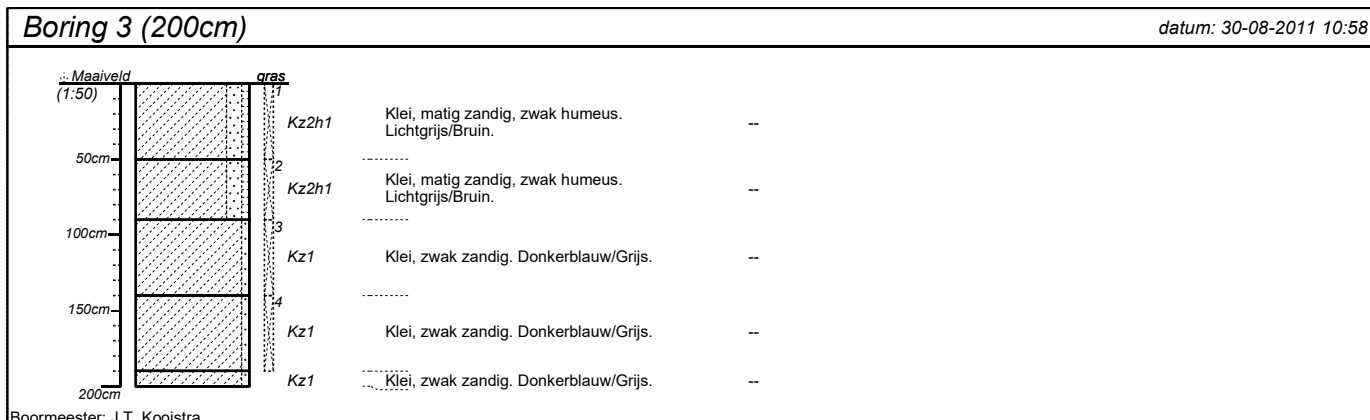 Boring 3 (200cm)
datum: 30-08-2011 10:58
Maaiveld
gras
(1:50)
1
Kz2h1
Klei, matig zandig, zwak humeus.
Lichtgrijs/Bruin.
--
50cm
2
Kz2h1
Klei, matig zandig, zwak humeus.
Lichtgrijs/Bruin.
--
100cm
3
Kz1
Klei, zwak zandig. Donkerblauw/Grijs.
--
150cm
4
Kz1
Klei, zwak zandig. Donkerblauw/Grijs.
--
Kz1
Klei, zwak zandig. Donkerblauw/Grijs.
--
200cm
Boormeester: J.T. Kooistra